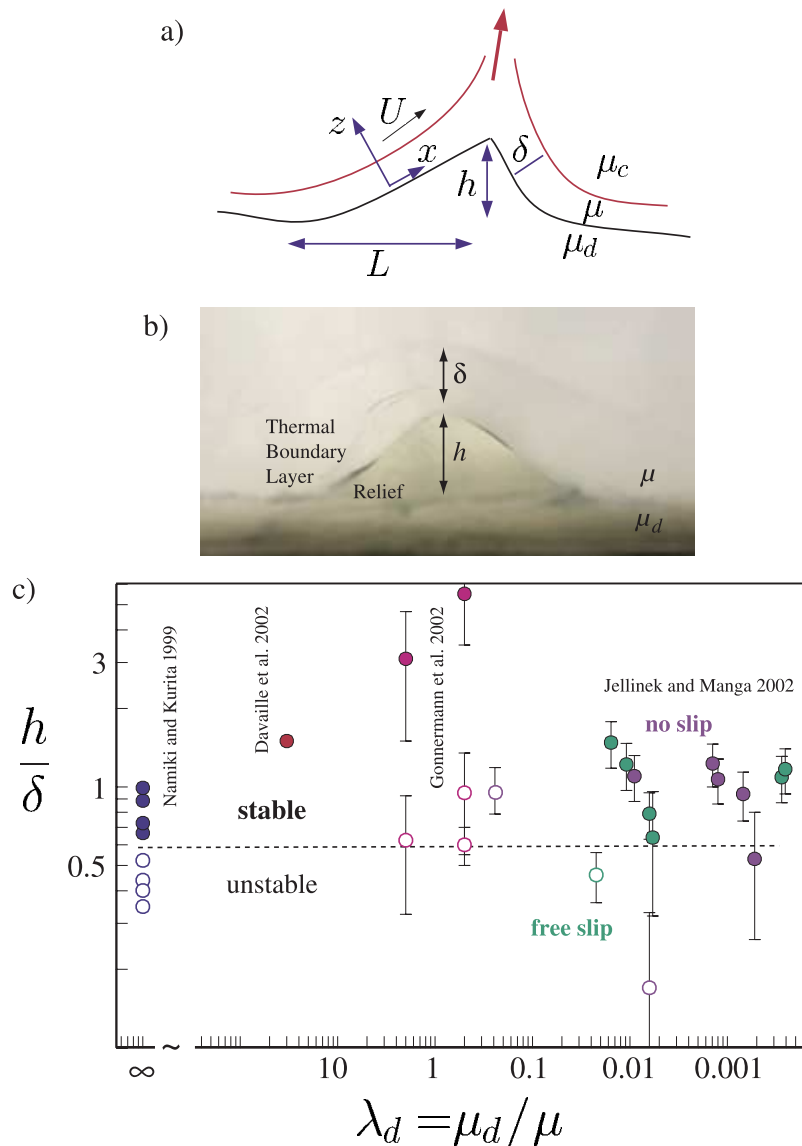 a)
U
z
x
δ
h
L
μc
μ
μd
b)
δ
Thermal
Boundary
Layer
h
Relief
μ
μd
c)
Namiki and Kurita 1999
Davaille et al. 2002
Gonnermann et al. 2002
Jellinek and Manga 2002
no slip
3
h
δ
1
stable
0.5
unstable
free slip
∞ ~ 10 1 0.1 0.01 0.001
λd = μd / μ